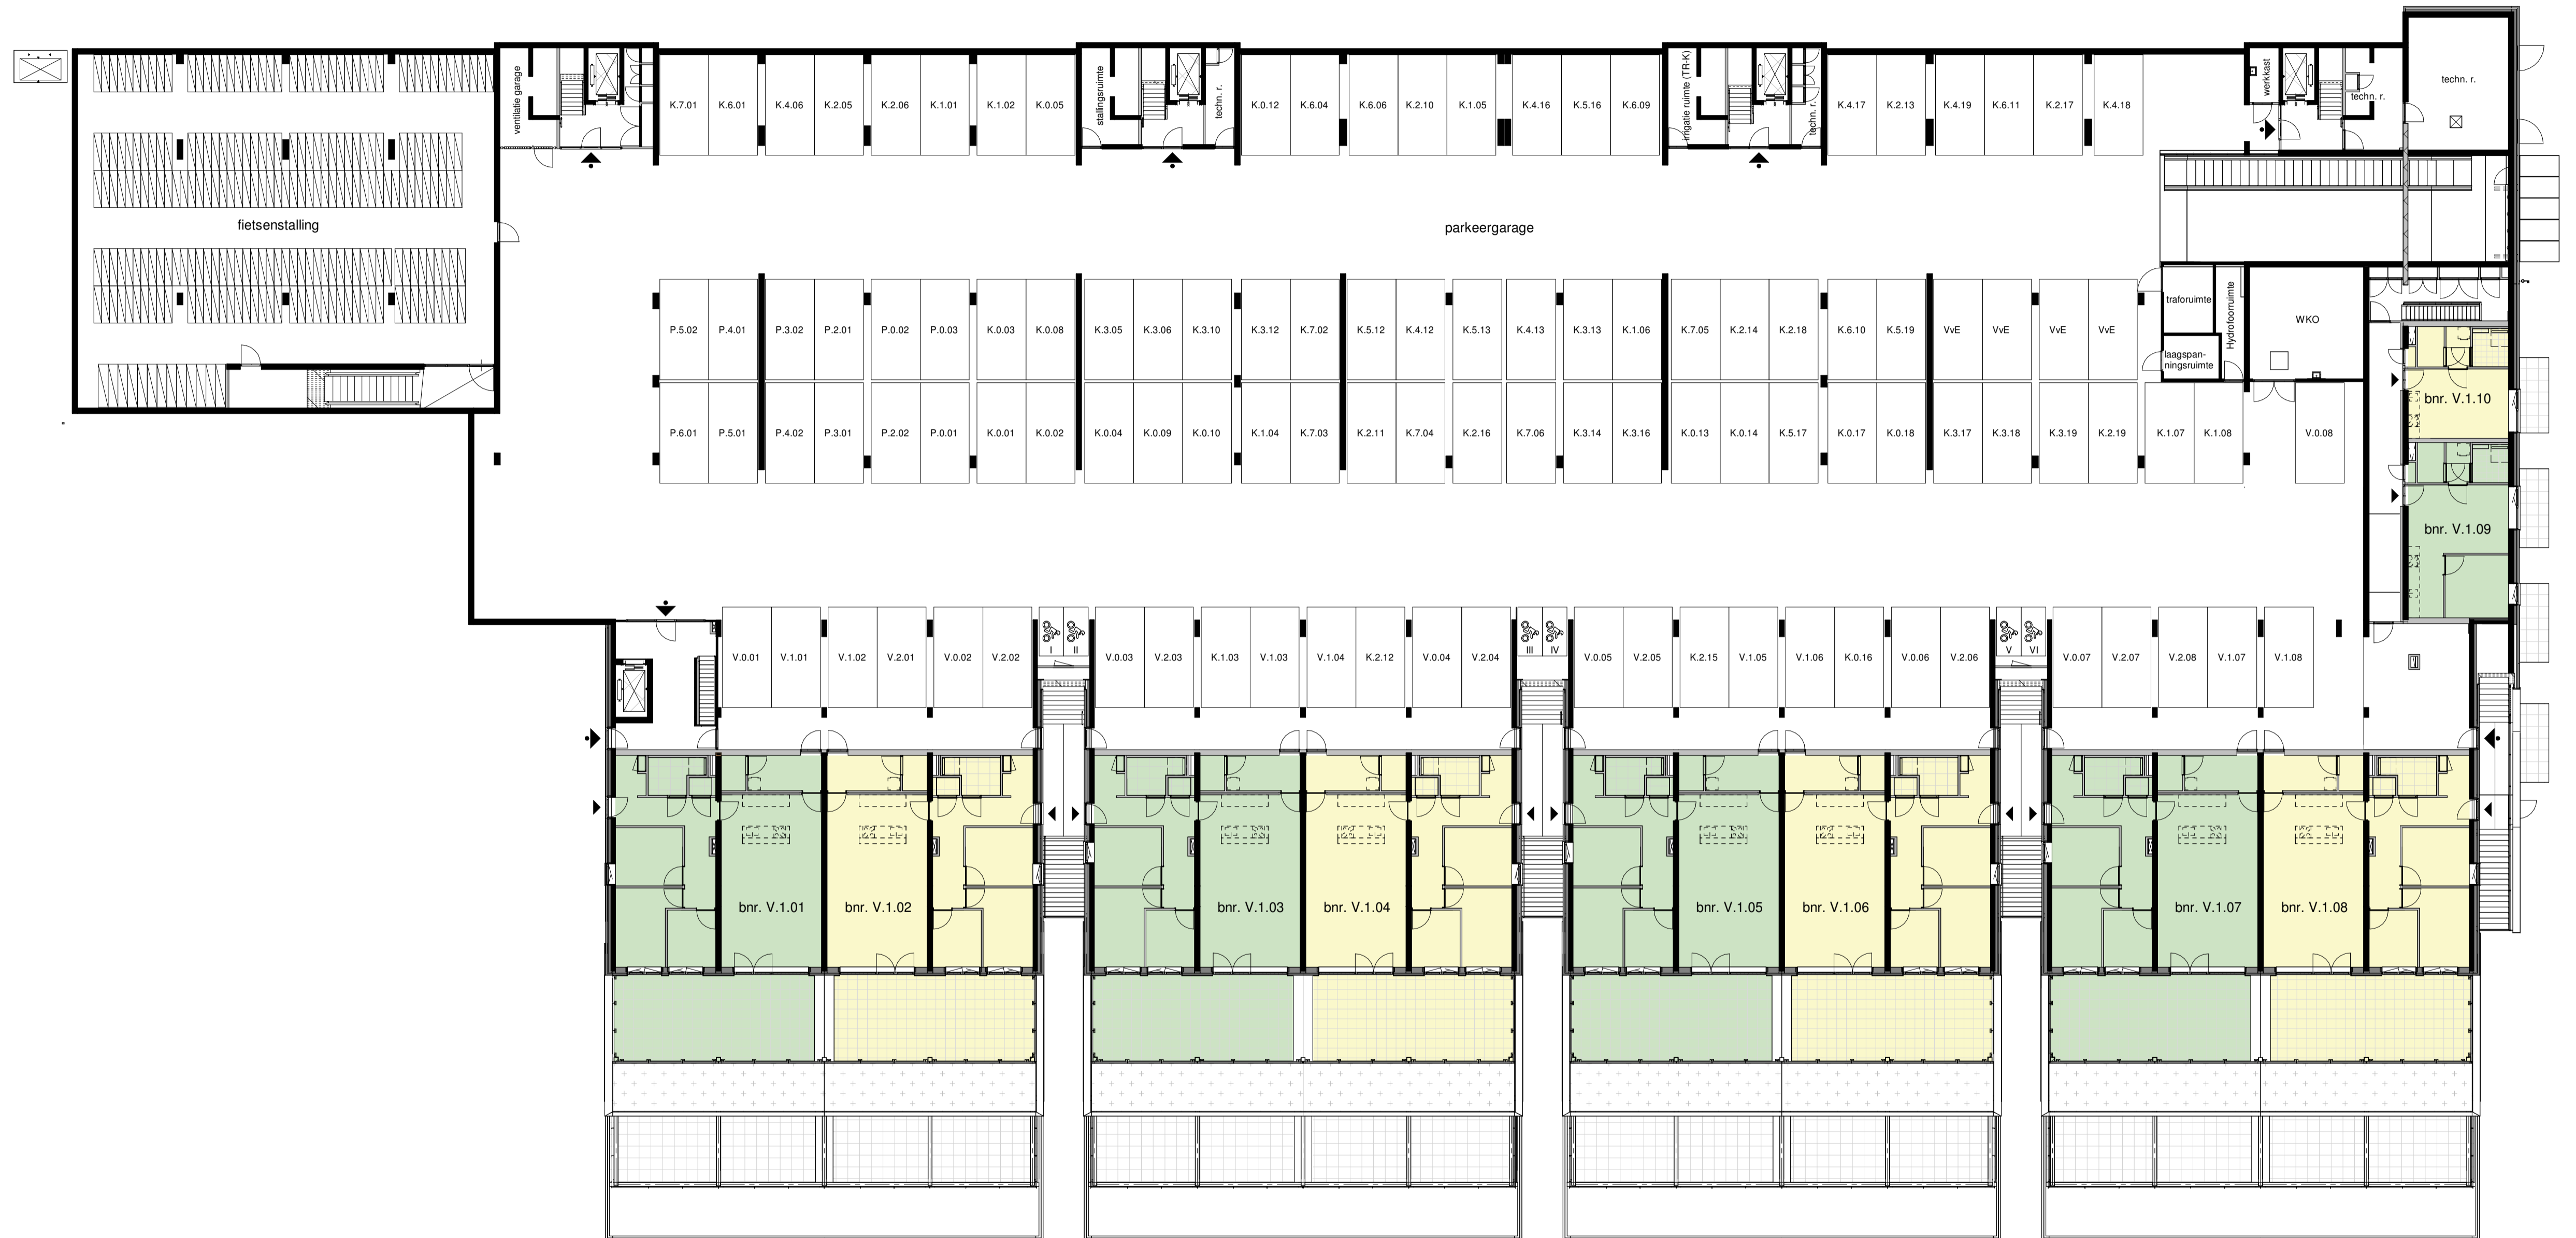 ventilatie garage
K.7.01 K.6.01 K.4.06 K.2.05 K.2.06 K.1.01 K.1.02 K.0.05
stallingsruimte
techn. r.
K.0.12 K.6.04 K.6.06 K.2.10 K.1.05 K.4.16 K.5.16 K.6.09
irrigatie ruimte (TR-K)
techn. r.
K.4.17 K.2.13 K.4.19 K.6.11 K.2.17 K.4.18
werkkast
techn. r.
techn. r.
fietsenstalling
parkeergarage
P.5.02 P.4.01 P.3.02 P.2.01 P.0.02 P.0.03 K.0.03 K.0.08 K.3.05 K.3.06 K.3.10 K.3.12 K.7.02 K.5.12 K.4.12 K.5.13 K.4.13 K.3.13 K.1.06 K.7.05 K.2.14 K.2.18 K.6.10 K.5.19 VvE VvE VvE VvE
traforuimte
Hydrofoorruimte
WKO
laagspan-
ningsruimte
bnr. V.1.10
P.6.01 P.5.01 P.4.02 P.3.01 P.2.02 P.0.01 K.0.01 K.0.02 K.0.04 K.0.09 K.0.10 K.1.04 K.7.03 K.2.11 K.7.04 K.2.16 K.7.06 K.3.14 K.3.16 K.0.13 K.0.14 K.5.17 K.0.17 K.0.18 K.3.17 K.3.18 K.3.19 K.2.19 K.1.07 K.1.08 V.0.08
bnr. V.1.09
V.0.01 V.1.01 V.1.02 V.2.01 V.0.02 V.2.02 I II V.0.03 V.2.03 K.1.03 V.1.03 V.1.04 K.2.12 V.0.04 V.2.04 III IV V.0.05 V.2.05 K.2.15 V.1.05 V.1.06 K.0.16 V.0.06 V.2.06 V VI V.0.07 V.2.07 V.2.08 V.1.07 V.1.08
bnr. V.1.01 bnr. V.1.02 bnr. V.1.03 bnr. V.1.04 bnr. V.1.05 bnr. V.1.06 bnr. V.1.07 bnr. V.1.08